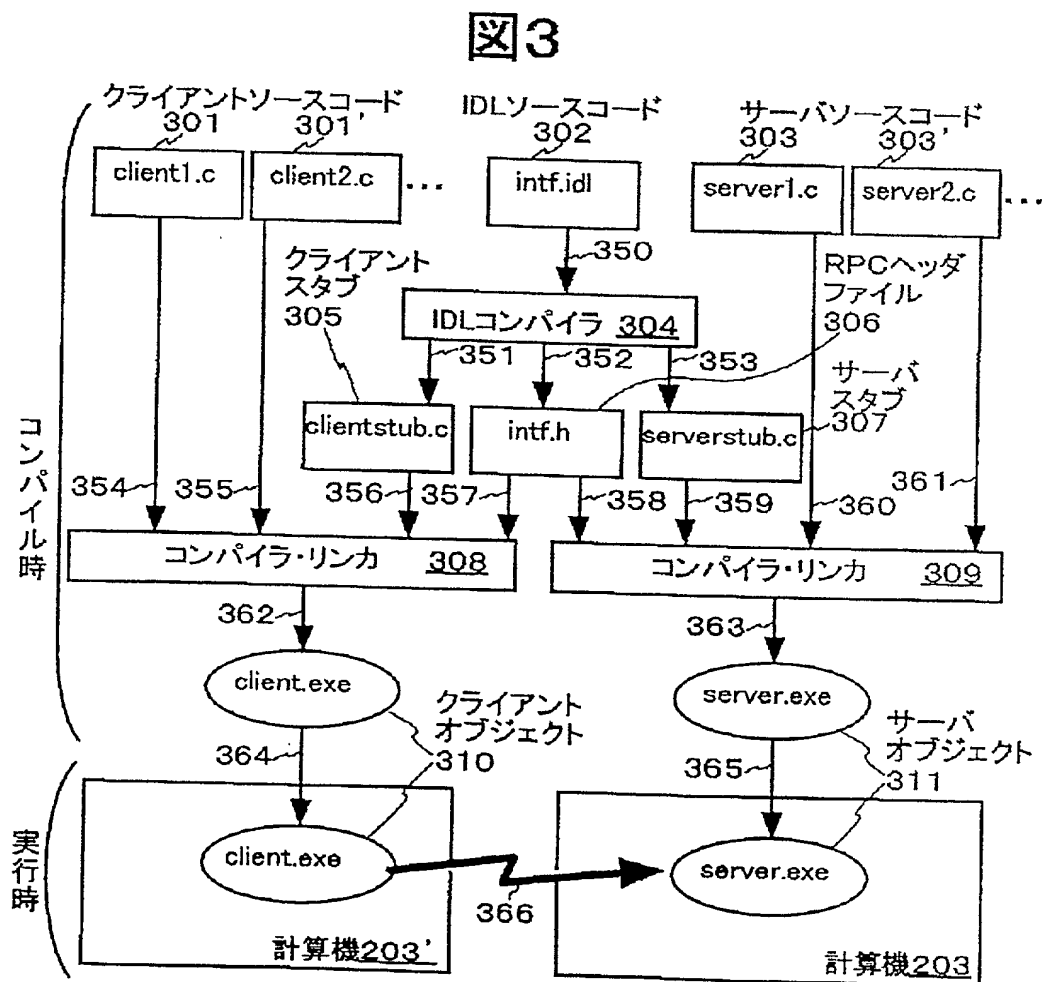 図3
クライアントソースコード
301
301'
IDLソースコード
302
サーバソースコード
303
303'
client1.c
client2.c
...
intf.idl
server1.c
server2.c
...
350
クライアント
スタブ
305
RPCヘッダ
ファイル
306
IDLコンパイラ 304
351
352
353
サーバ
スタブ
307
clientstub.c
intf.h
serverstub.c
354
355
356
357
358
359
360
361
コンパイル時
コンパイラ・リンカ 308
コンパイラ・リンカ 309
362
363
client.exe
server.exe
クライアント
オブジェクト
310
サーバ
オブジェクト
311
364
365
実行時
client.exe
server.exe
366
計算機203'
計算機203